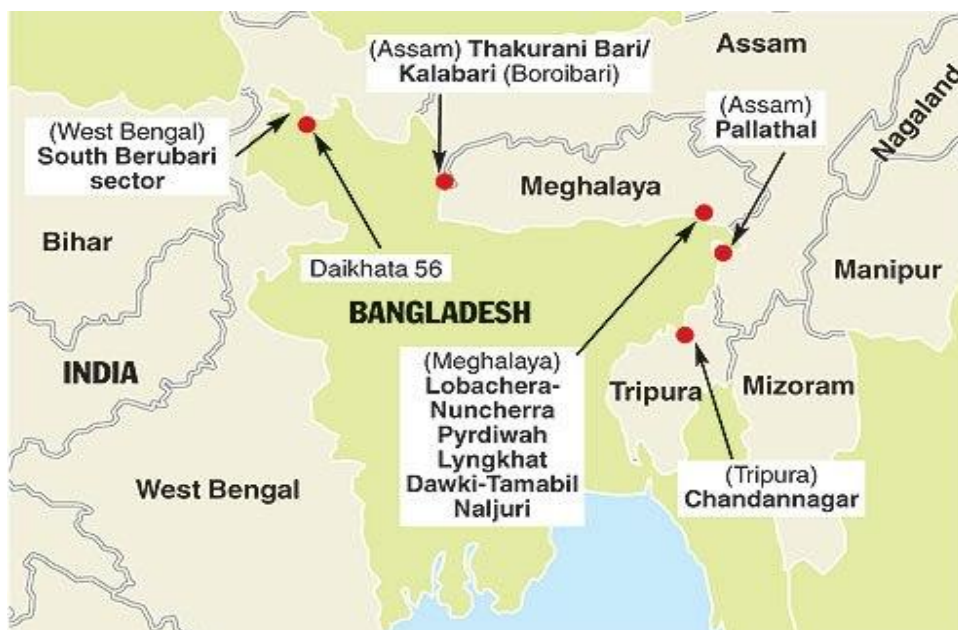 (Assam) Thakurani Bari/
Kalabari (Boroibari)
Assam
(West Bengal)
South Berubari
sector
(Assam)
Pallathal
Nagaland
Meghalaya
Bihar
Daikhata 56
Manipur
BANGLADESH
INDIA
(Meghalaya)
Lobachera-
Nuncherra
Pyrdiwah
Lyngkhat
Dawki-Tamabil
Naljuri
Tripura
Mizoram
West Bengal
(Tripura)
Chandannagar